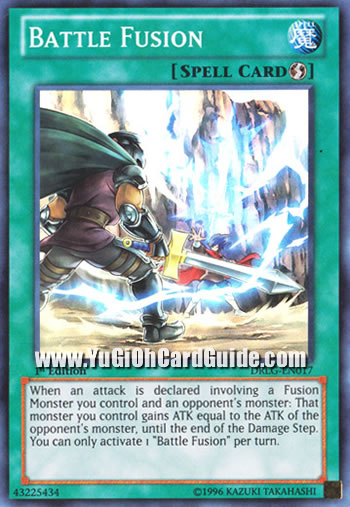 BATTLE FUSION
魔
[SPELL CARD]
www.YuGiOhCardGuide.com
1st Edition
DRLG-EN017
When an attack is declared involving a Fusion
Monster you control and an opponent's monster: That
monster you control gains ATK equal to the ATK of the
opponent's monster, until the end of the Damage Step.
You can only activate 1 "Battle Fusion" per turn.
43225434
©1996 KAZUKI TAKAHASHI